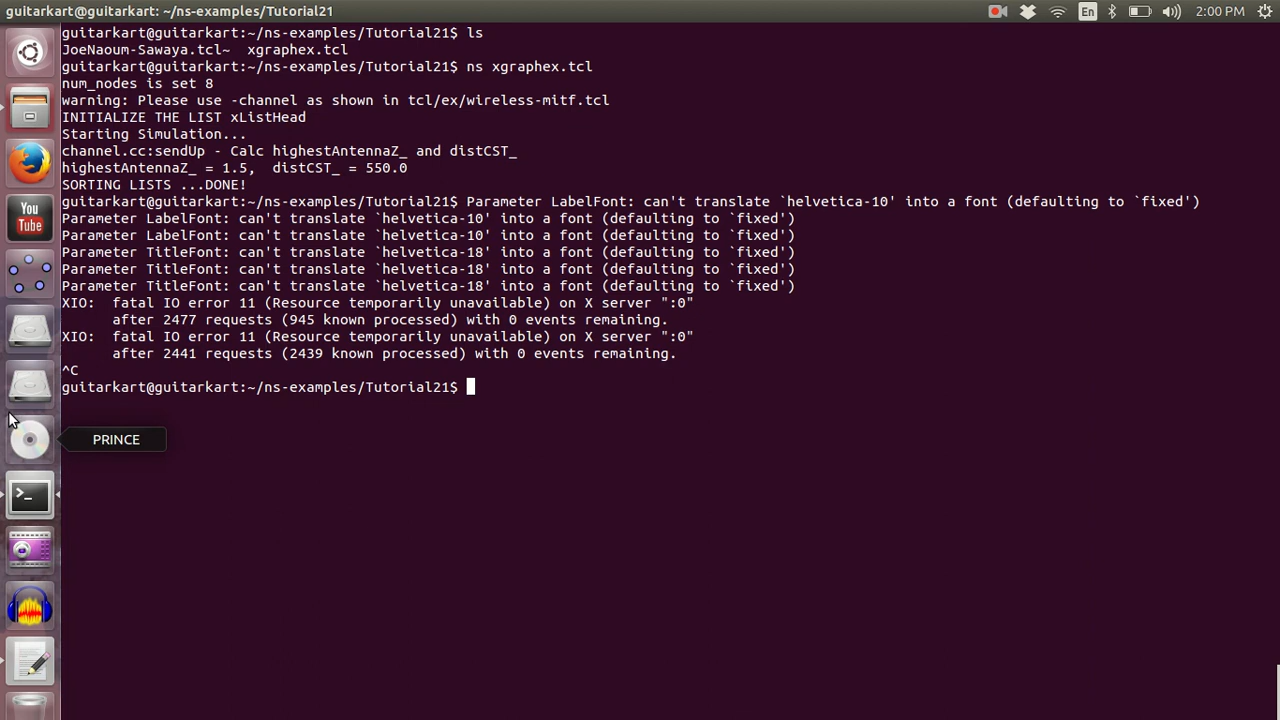 guitarkart@guitarkart: ~/ns-examples/Tutorial21
En
2:00 PM
guitarkart@guitarkart:~/ns-examples/Tutorial21$ ls
JoeNaoum-Sawaya.tcl~  xgraphex.tcl
guitarkart@guitarkart:~/ns-examples/Tutorial21$ ns xgraphex.tcl
num_nodes is set 8
warning: Please use -channel as shown in tcl/ex/wireless-mitf.tcl
INITIALIZE THE LIST xListHead
Starting Simulation...
channel.cc:sendUp - Calc highestAntennaZ_ and distCST_
highestAntennaZ_ = 1.5,  distCST_ = 550.0
SORTING LISTS ...DONE!
guitarkart@guitarkart:~/ns-examples/Tutorial21$ Parameter LabelFont: can't translate `helvetica-10' into a font (defaulting to `fixed')
Parameter LabelFont: can't translate `helvetica-10' into a font (defaulting to `fixed')
Parameter LabelFont: can't translate `helvetica-10' into a font (defaulting to `fixed')
Parameter TitleFont: can't translate `helvetica-18' into a font (defaulting to `fixed')
Parameter TitleFont: can't translate `helvetica-18' into a font (defaulting to `fixed')
Parameter TitleFont: can't translate `helvetica-18' into a font (defaulting to `fixed')
XIO:  fatal IO error 11 (Resource temporarily unavailable) on X server ":0"
      after 2477 requests (945 known processed) with 0 events remaining.
XIO:  fatal IO error 11 (Resource temporarily unavailable) on X server ":0"
      after 2441 requests (2439 known processed) with 0 events remaining.
^C
guitarkart@guitarkart:~/ns-examples/Tutorial21$
You
Tube
PRINCE
>_